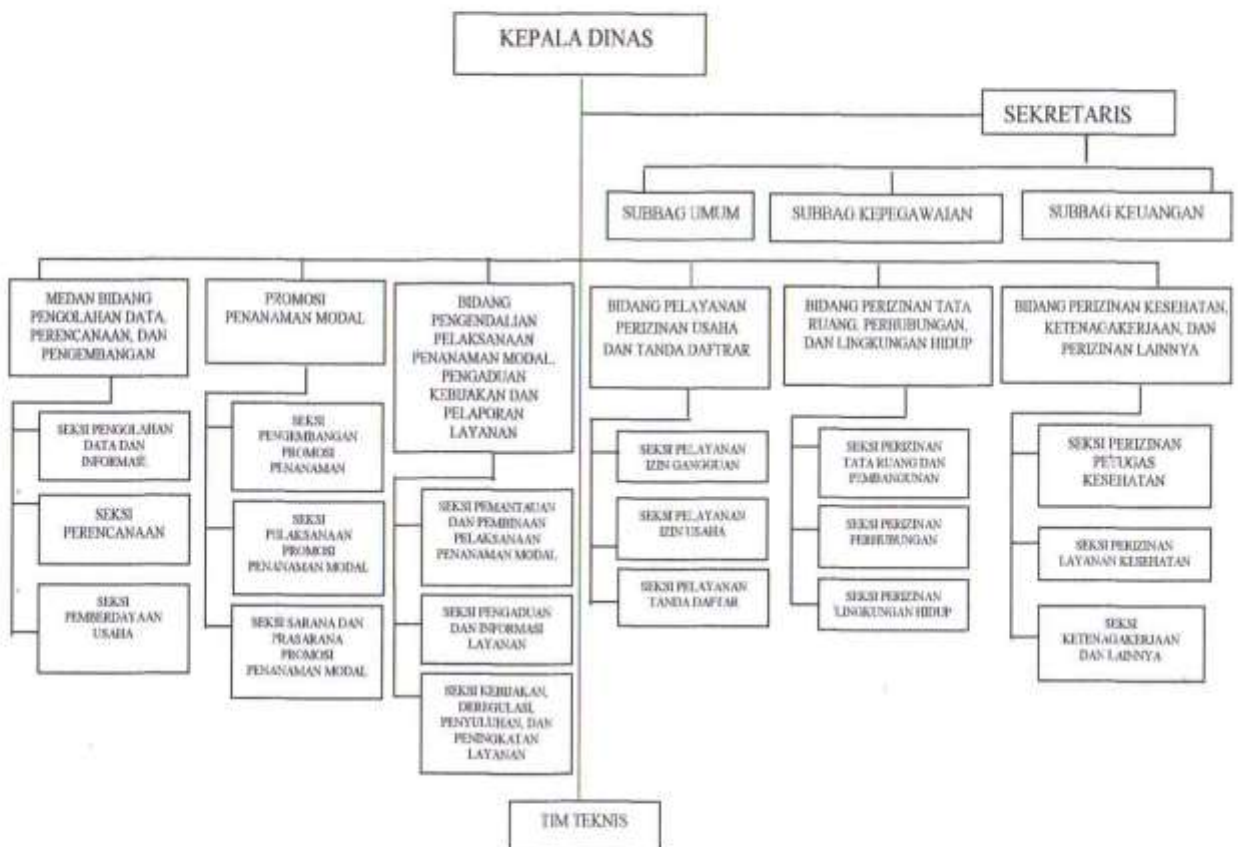 KEPALA DINAS
SEKRETARIS
SUBBAG UMUM
SUBBAG KEPEGAWAIAN
SUBBAG KEUANGAN
MEDAN BIDANG
PENGOLAHAN DATA,
PERENCANAAN, DAN
PENGEMBANGAN
SEKSI PENGOLAHAN
DATA DAN
INFORMASI
SEKSI
PERENCANAAN
SEKSI
PEMBERDAYAAN
USAHA
PROMOSI
PENANAMAN MODAL
SEKSI
PENGEMBANGAN
PROMOSI
PENANAMAN
SEKSI
PELAKSANAAN
PROMOSI
PENANAMAN MODAL
SEKSI SARANA DAN
PRASARANA
PROMOSI
PENANAMAN MODAL
BIDANG
PENGENDALIAN
PELAKSANAAN
PENANAMAN MODAL,
PENGADUAN
KEBIJAKAN DAN
PELAPORAN
LAYANAN
SEKSI PEMANTAUAN
DAN PEMBINAAN
PELAKSANAAN
PENANAMAN MODAL
SEKSI PENGADUAN
DAN INFORMASI
LAYANAN
SEKSI KEBIJAKAN,
DEREGULASI,
PENYULUHAN, DAN
PENINGKATAN
LAYANAN
BIDANG PELAYANAN
PERIZINAN USAHA
DAN TANDA DAFTRAR
SEKSI PELAYANAN
IZIN GANGGUAN
SEKSI PELAYANAN
IZIN USAHA
SEKSI PELAYANAN
TANDA DAFTAR
BIDANG PERIZINAN TATA
RUANG, PERHUBUNGAN,
DAN LINGKUNGAN HIDUP
SEKSI PERIZINAN
TATA RUANG DAN
PEMBANGUNAN
SEKSI PERIZINAN
PERHUBUNGAN
SEKSI PERIZINAN
LINGKUNGAN HIDUP
BIDANG PERIZINAN KESEHATAN,
KETENAGAKERJAAN, DAN
PERIZINAN LAINNYA
SEKSI PERIZINAN
PETUGAS
KESEHATAN
SEKSI PERIZINAN
LAYANAN KESEHATAN
SEKSI
KETENAGAKERJAAN
DAN LAINNYA
TIM TEKNIS